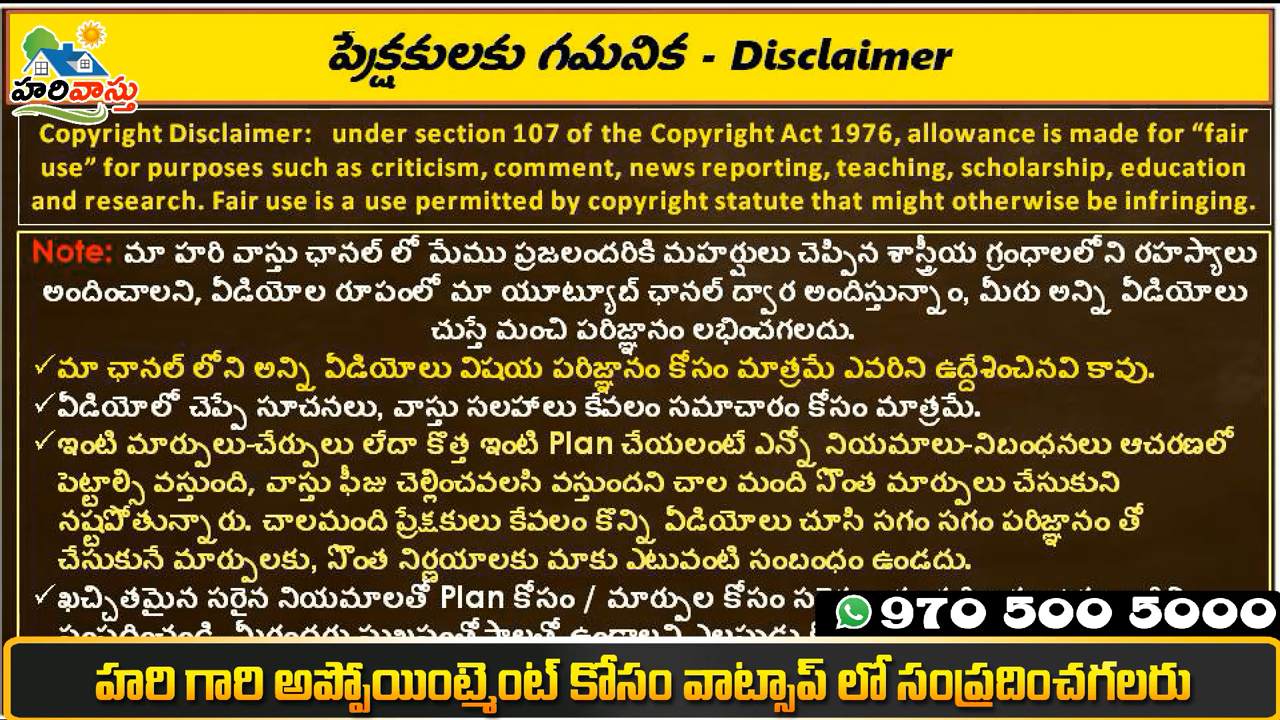 ప్రేక్షకులకు గమనిక - Disclaimer
హరివాస్తు
Copyright Disclaimer: under section 107 of the Copyright Act 1976, allowance is made for “fair
use” for purposes such as criticism, comment, news reporting, teaching, scholarship, education
and research. Fair use is a use permitted by copyright statute that might otherwise be infringing.
Note: మా హరి వాస్తు ఛానల్ లో మేము ప్రజలందరికి మహర్షులు చెప్పిన శాస్త్రీయ గ్రంధాలలోని రహస్యాలు
అందించాలని, వీడియోల రూపంలో మా యూట్యూబ్ ఛానల్ ద్వార అందిస్తున్నాం, మీరు అన్ని వీడియోలు
చుస్తే మంచి పరిజ్ఞానం లభించగలదు.
✓మా ఛానల్ లోని అన్ని వీడియోలు విషయ పరిజ్ఞానం కోసం మాత్రమే ఎవరిని ఉద్దేశించినవి కావు.
✓వీడియోలో చెప్పే సూచనలు, వాస్తు సలహాలు కేవలం సమాచారం కోసం మాత్రమే.
✓ఇంటి మార్పులు-చేర్పులు లేదా కొత్త ఇంటి Plan చేయలంటే ఎన్నో నియమాలు-నిబంధనలు ఆచరణలో
పెట్టాల్సి వస్తుంది, వాస్తు ఫీజు చెల్లించవలసి వస్తుందని చాల మంది సొంత మార్పులు చేసుకుని
నష్టపోతున్నారు. చాలమంది ప్రేక్షకులు కేవలం కొన్ని వీడియోలు చూసి సగం సగం పరిజ్ఞానం తో
చేసుకునే మార్పులకు, సొంత నిర్ణయాలకు మాకు ఎటువంటి సంబంధం ఉండదు.
✓ఖచ్చితమైన సరైన నియమాలతో Plan కోసం / మార్పుల కోసం
970 500 5000
హరి గారి అప్పోయింట్మెంట్ కోసం వాట్సాప్ లో సంప్రదించగలరు